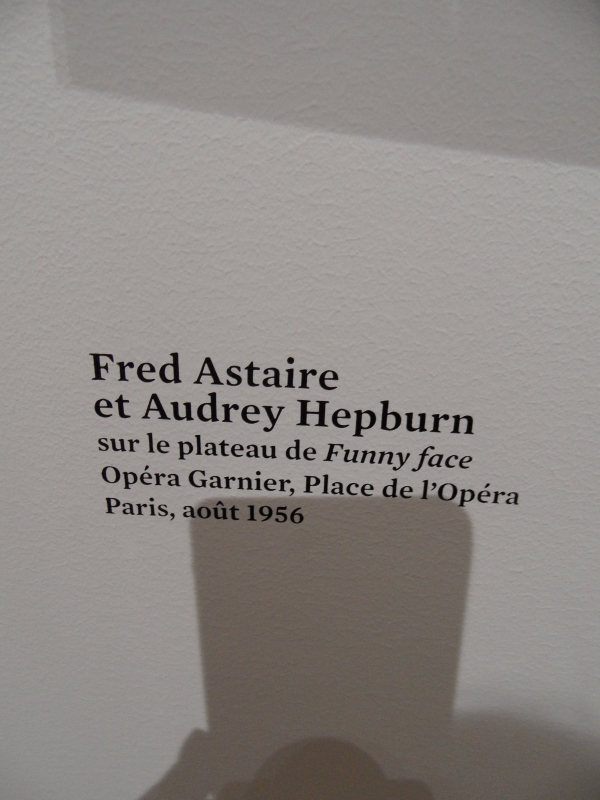 Fred Astaire
et Audrey Hepburn
sur le plateau de Funny face
Opéra Garnier, Place de l'Opéra
Paris, août 1956